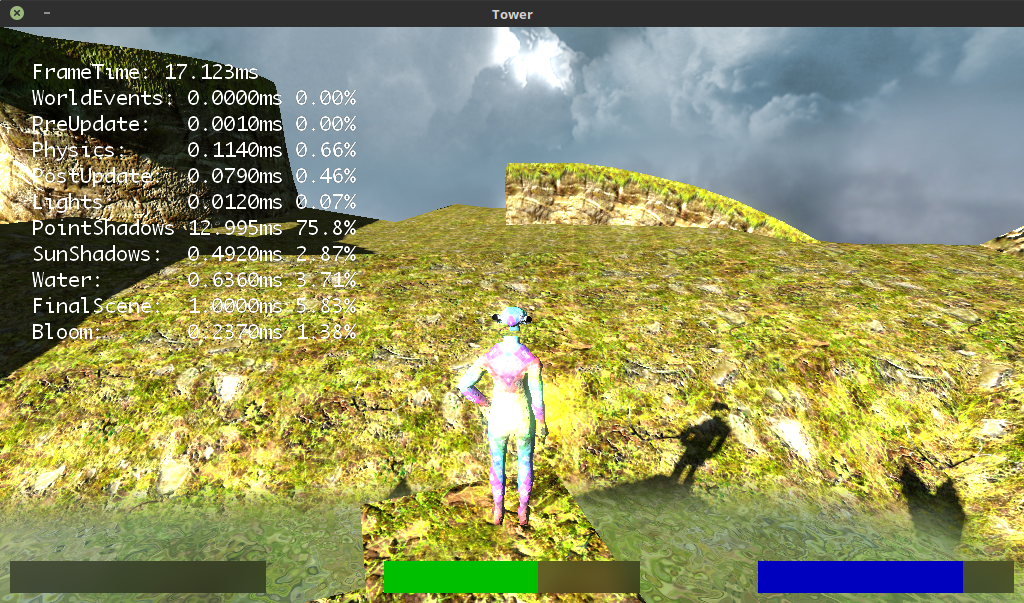 Tower
FrameTime: 17.123ms
WorldEvents: 0.0000ms 0.00%
PreUpdate: 0.0010ms 0.00%
Physics: 0.1140ms 0.66%
PostUpdate: 0.0790ms 0.46%
Lights 0.0120ms 0.07%
PointShadows 12.995ms 75.8%
SunShadows: 0.4920ms 2.87%
Water: 0.6360ms 3.71%
FinalScene: 1.0000ms 5.83%
Bloom: 0.2370ms 1.38%